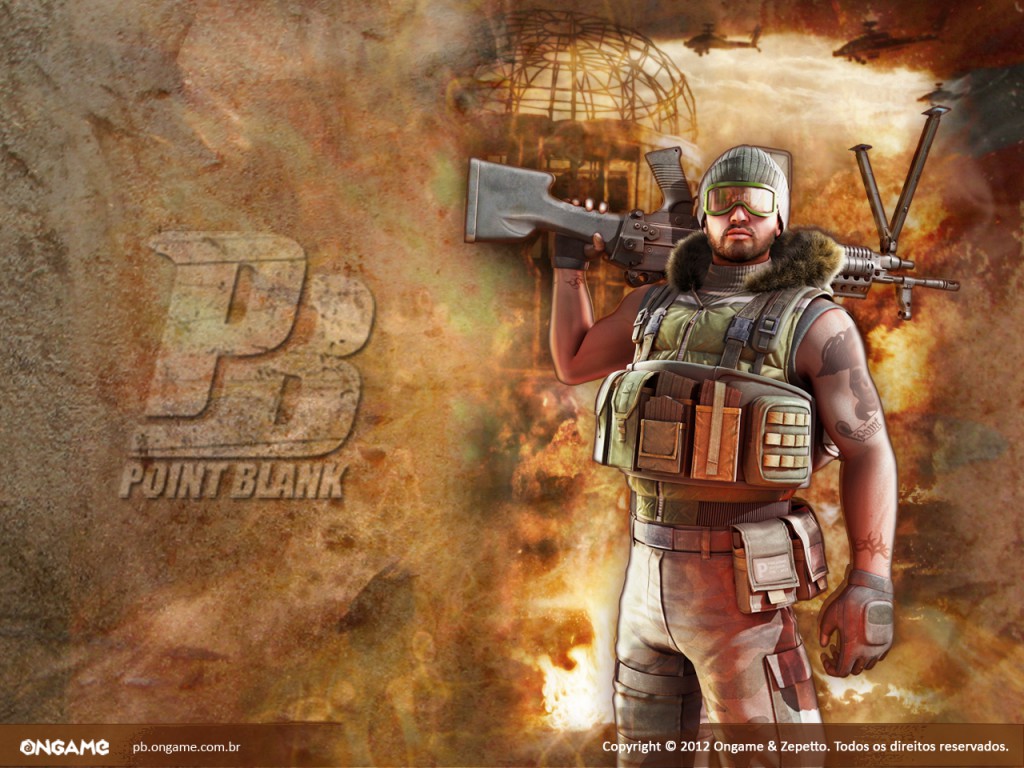 PB
POINT BLANK
ONGAME pb.ongame.com.br
Copyright © 2012 Ongame & Zepetto. Todos os direitos reservados.